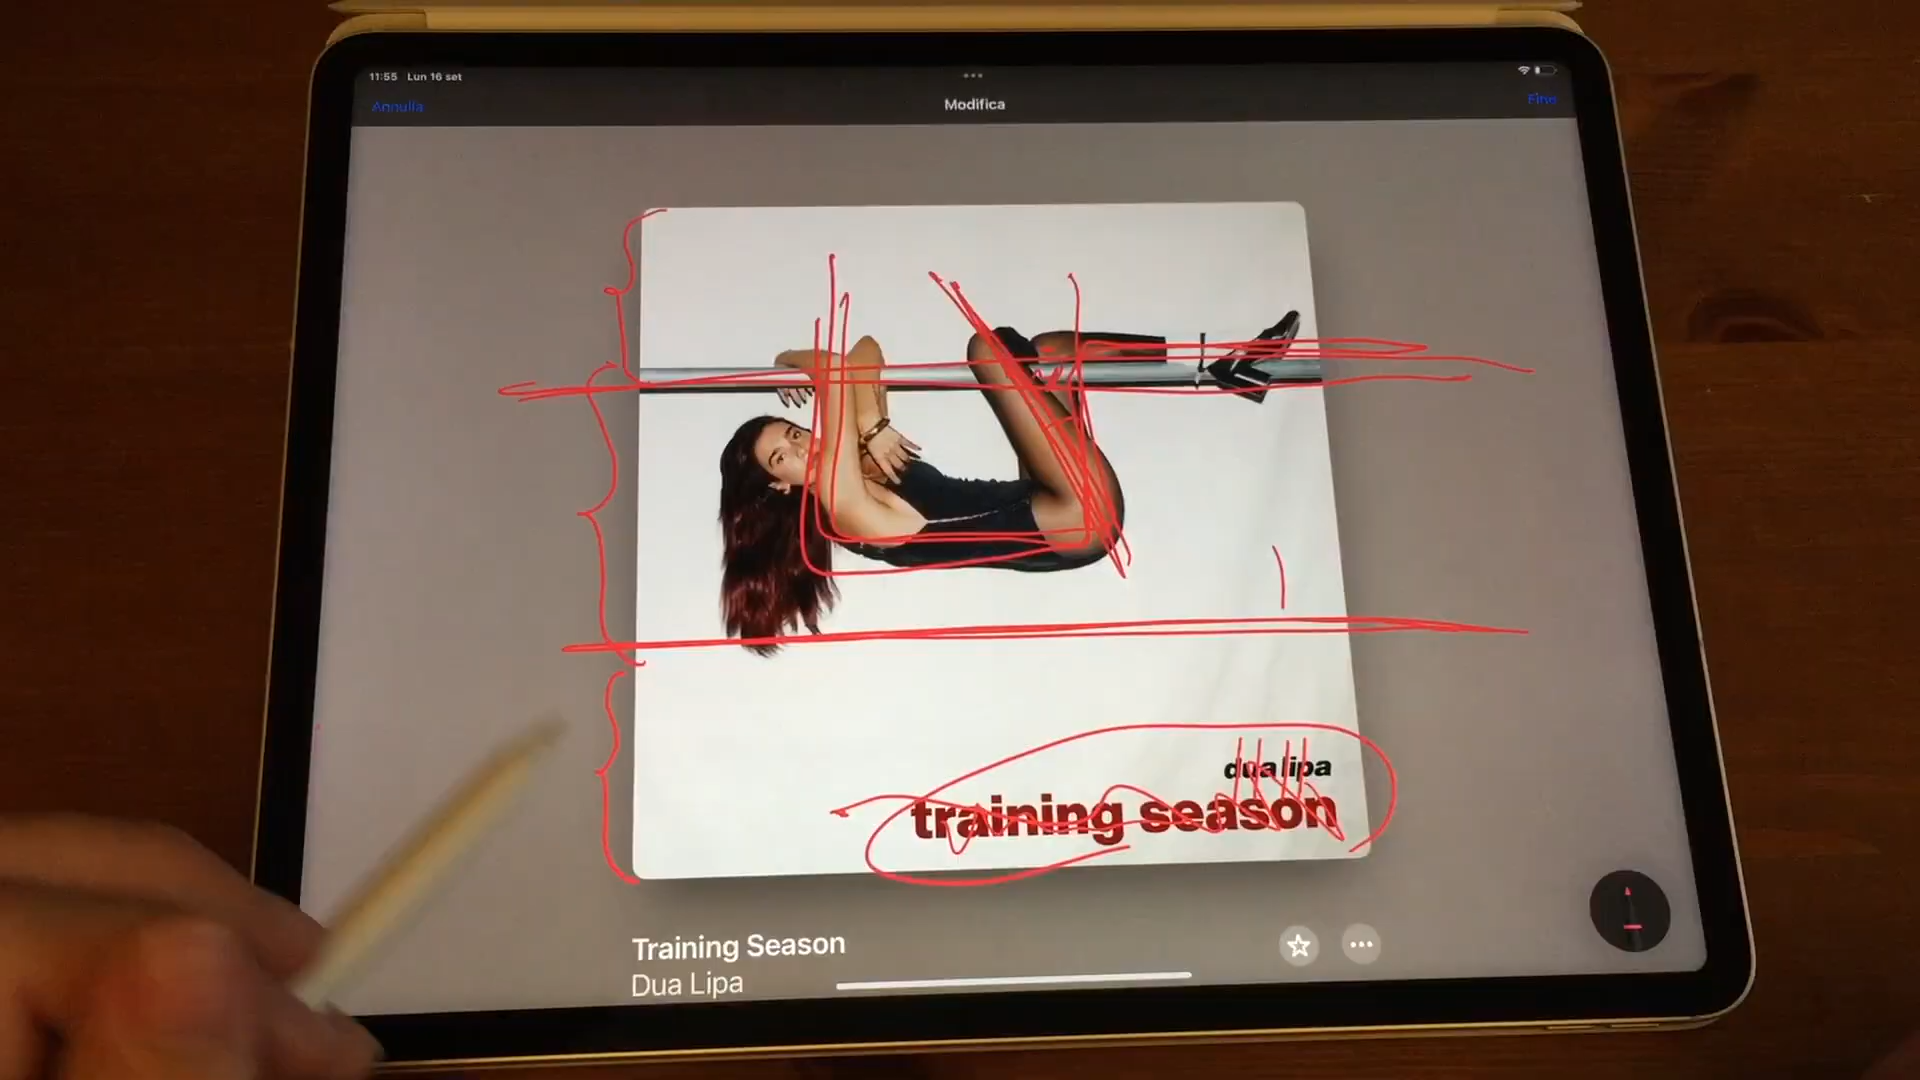 11:55 Lun 16 set
Annulla
Modifica
Fine
dua lipa
training season
Training Season
Dua Lipa